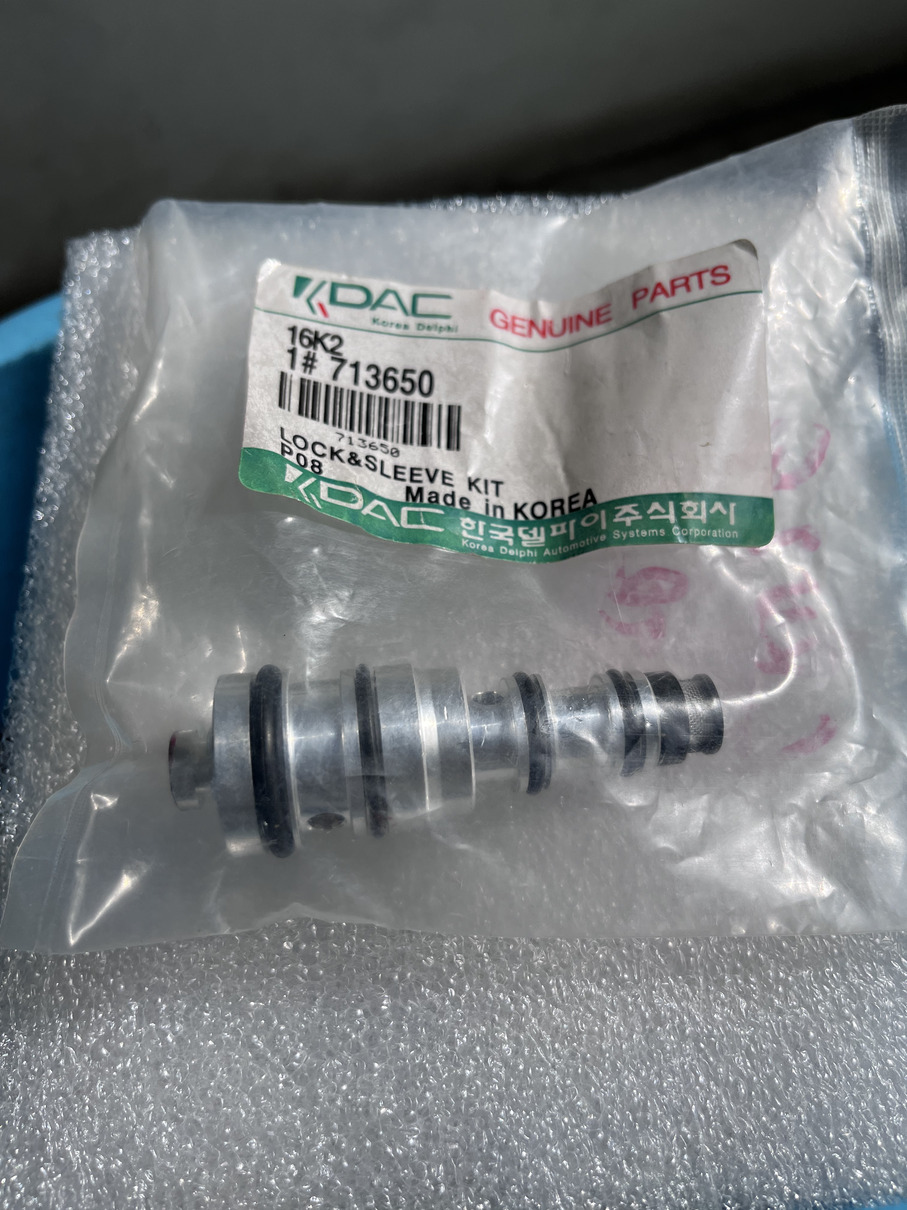 KDAC GENUINE PARTS
Korea Delphi
16K2
1# 713650
713650
LOCK&SLEEVE KIT
P08
Made in KOREA
KDAC 한국델파이주식회사
Korea Delphi Automotive Systems Corporation